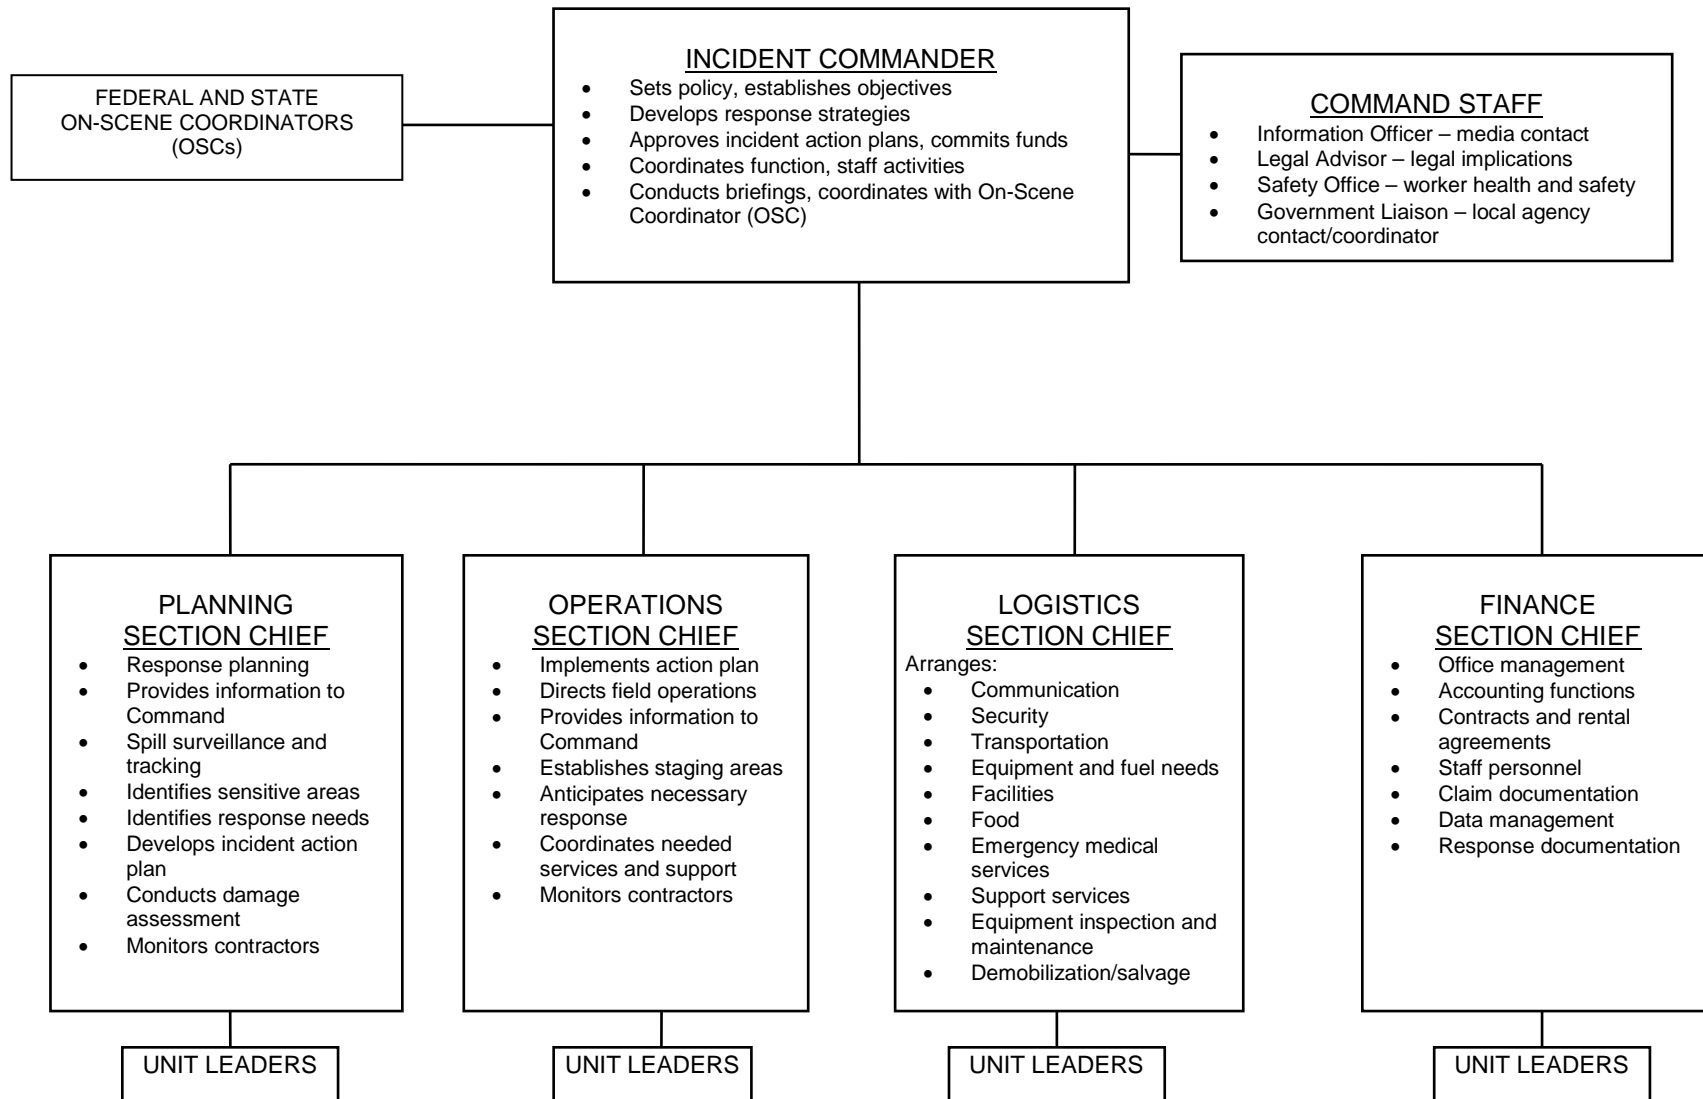 INCIDENT COMMANDER
• Sets policy, establishes objectives
• Develops response strategies
• Approves incident action plans, commits funds
• Coordinates function, staff activities
• Conducts briefings, coordinates with On-Scene
Coordinator (OSC)
FEDERAL AND STATE
ON-SCENE COORDINATORS
(OSCs)
COMMAND STAFF
• Information Officer – media contact
• Legal Advisor – legal implications
• Safety Office – worker health and safety
• Government Liaison – local agency
contact/coordinator
PLANNING
SECTION CHIEF
• Response planning
• Provides information to
Command
• Spill surveillance and
tracking
• Identifies sensitive areas
• Identifies response needs
• Develops incident action
plan
• Conducts damage
assessment
• Monitors contractors
UNIT LEADERS
OPERATIONS
SECTION CHIEF
• Implements action plan
• Directs field operations
• Provides information to
Command
• Establishes staging areas
• Anticipates necessary
response
• Coordinates needed
services and support
• Monitors contractors
UNIT LEADERS
LOGISTICS
SECTION CHIEF
Arranges:
• Communication
• Security
• Transportation
• Equipment and fuel needs
• Facilities
• Food
• Emergency medical
services
• Support services
• Equipment inspection and
maintenance
• Demobilization/salvage
UNIT LEADERS
FINANCE
SECTION CHIEF
• Office management
• Accounting functions
• Contracts and rental
agreements
• Staff personnel
• Claim documentation
• Data management
• Response documentation
UNIT LEADERS